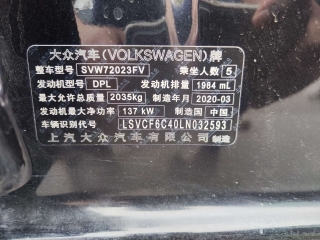 大众汽车(VOLKSWAGEN)牌
整车型号 SVW72023FV 乘坐人数 5
发动机型号 DPL 发动机排量 1984 mL
最大允许总质量 2035kg 制造年月 2020-03
发动机最大净功率 137 kW 制造国 中国
车辆识别代号 LSVCF6C40LN032593
上汽大众汽车有限公司 制造